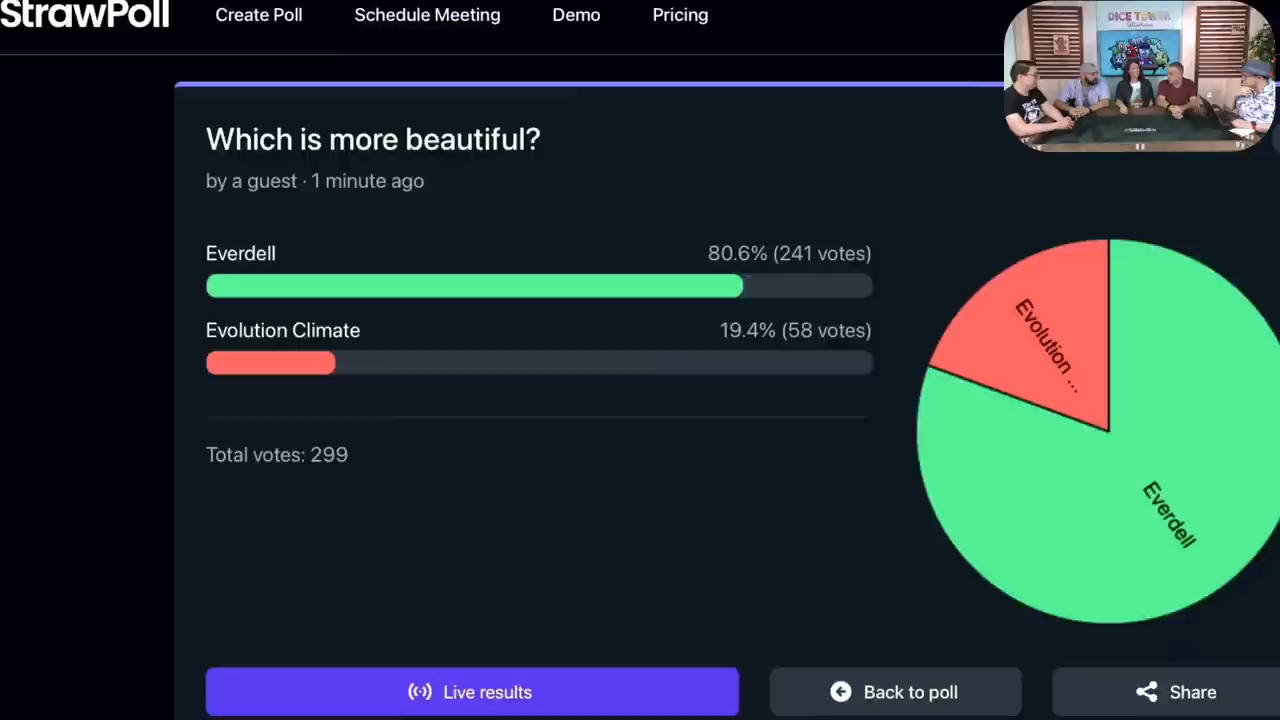 StrawPoll
Create Poll
Schedule Meeting
Demo
Pricing
DICE TOWER
Which is more beautiful?
by a guest · 1 minute ago
Everdell
80.6% (241 votes)
Evolution Climate
19.4% (58 votes)
Total votes: 299
Evolution ...
Everdell
Live results
Back to poll
Share